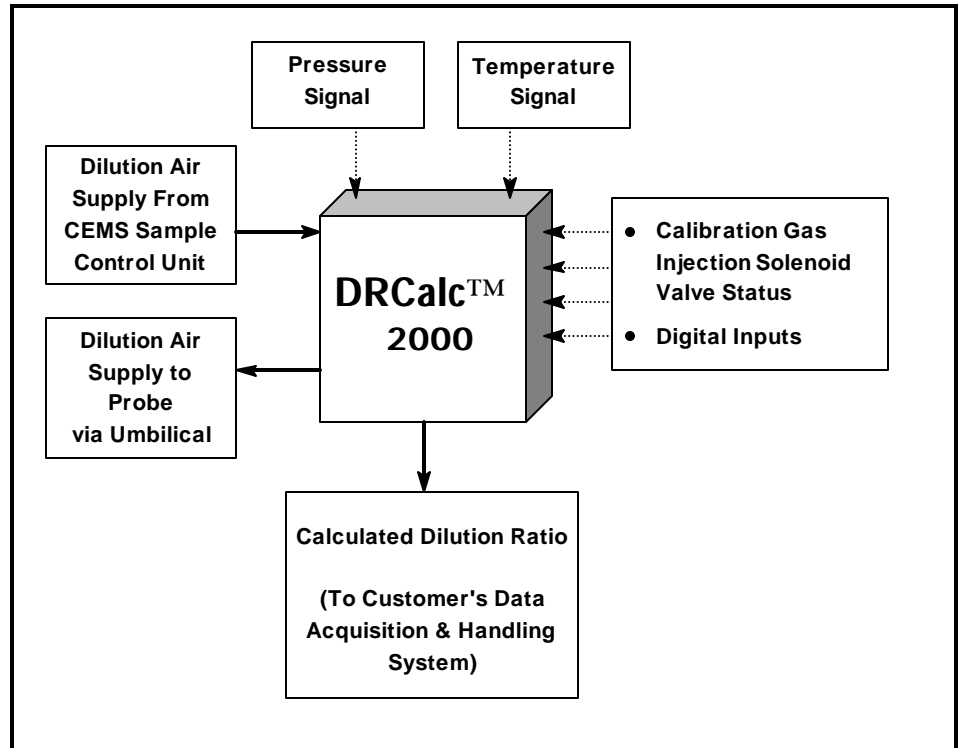 Pressure
Signal
Temperature
Signal
Dilution Air
Supply From
CEMS Sample
Control Unit
DRCalc™
2000
• Calibration Gas
Injection Solenoid
Valve Status
• Digital Inputs
Dilution Air
Supply to
Probe
via Umbilical
Calculated Dilution Ratio
(To Customer's Data
Acquisition & Handling
System)